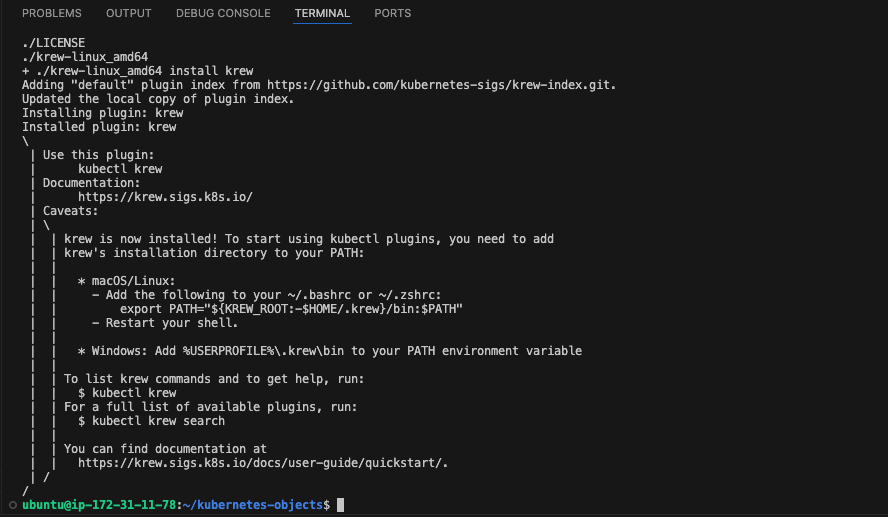 PROBLEMS OUTPUT DEBUG CONSOLE TERMINAL PORTS
./LICENSE
./krew-linux_amd64
+ ./krew-linux_amd64 install krew
Adding "default" plugin index from https://github.com/kubernetes-sigs/krew-index.git.
Updated the local copy of plugin index.
Installing plugin: krew
Installed plugin: krew
\
 | Use this plugin:
 |      kubectl krew
 | Documentation:
 |      https://krew.sigs.k8s.io/
 | Caveats:
 | \
 |  | krew is now installed! To start using kubectl plugins, you need to add
 |  | krew's installation directory to your PATH:
 |  |
 |  |   * macOS/Linux:
 |  |     - Add the following to your ~/.bashrc or ~/.zshrc:
 |  |         export PATH="${KREW_ROOT:-$HOME/.krew}/bin:$PATH"
 |  |     - Restart your shell.
 |  |
 |  |   * Windows: Add %USERPROFILE%\.krew\bin to your PATH environment variable
 |  |
 |  | To list krew commands and to get help, run:
 |  |   $ kubectl krew
 |  | For a full list of available plugins, run:
 |  |   $ kubectl krew search
 |  |
 |  | You can find documentation at
 |  |   https://krew.sigs.k8s.io/docs/user-guide/quickstart/.
 | /
/
ubuntu@ip-172-31-11-78:~/kubernetes-objects$